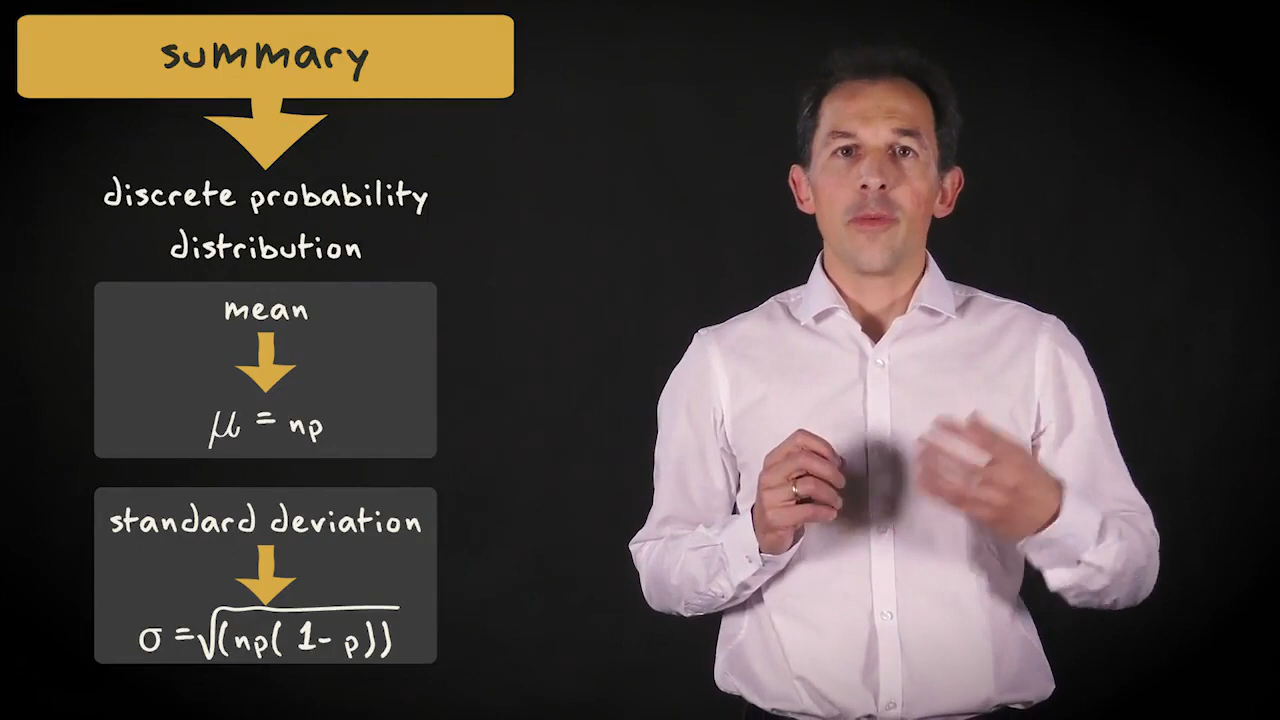 summary
discrete probability
distribution
mean
μ = np
standard deviation
σ = √(np( 1- p))